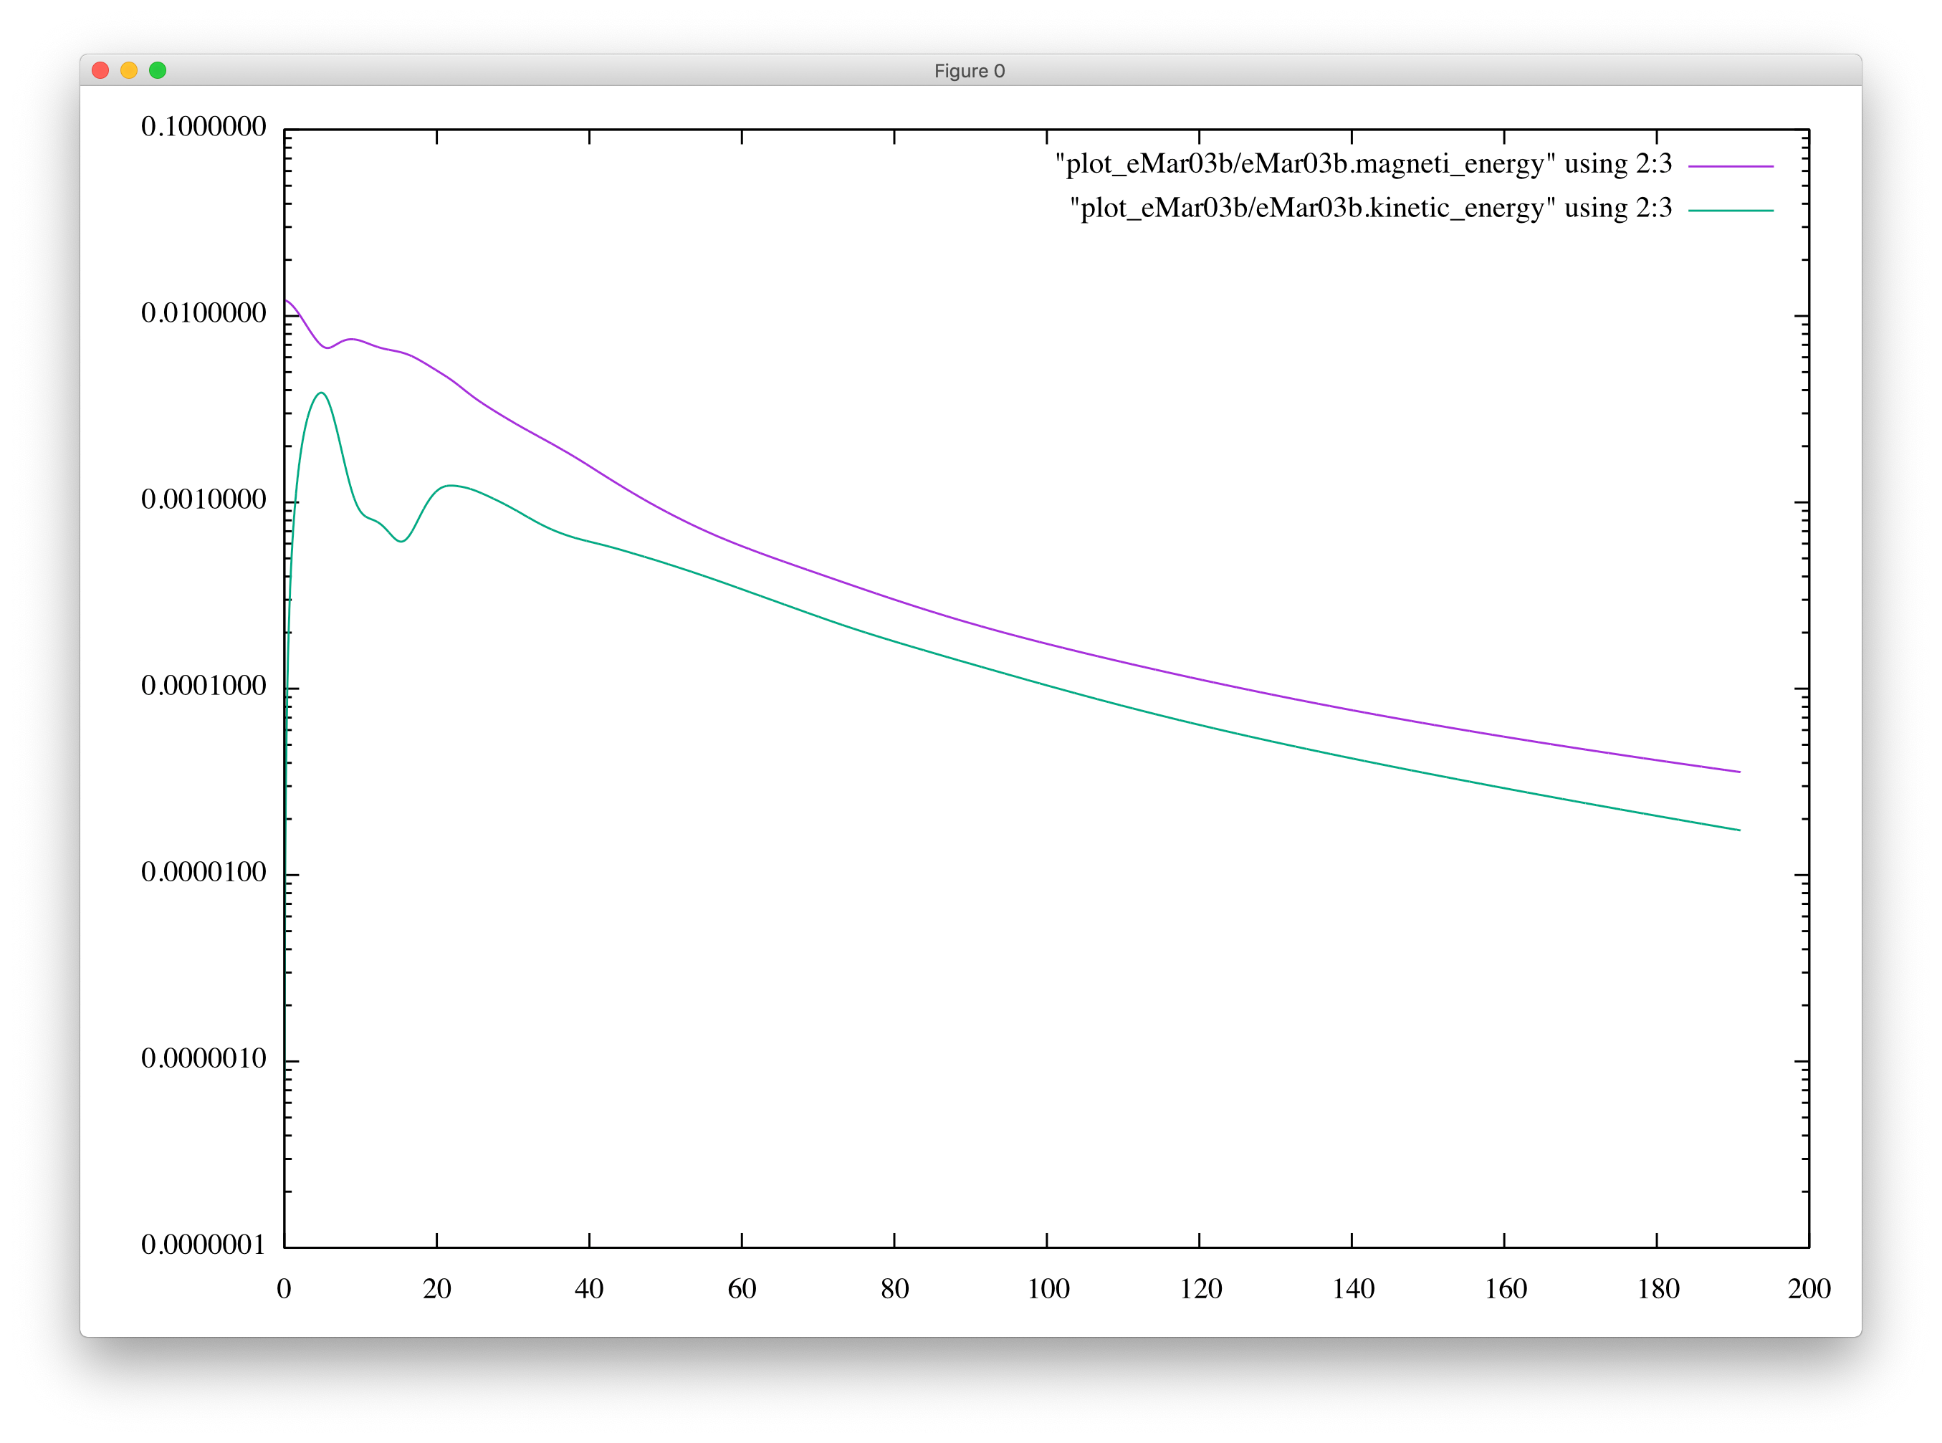 Figure 0
0.1000000
"plot_eMar03b/eMar03b.magneti_energy" using 2:3
"plot_eMar03b/eMar03b.kinetic_energy" using 2:3
0.0100000
0.0010000
0.0001000
0.0000100
0.0000010
0.0000001
0 20 40 60 80 100 120 140 160 180 200